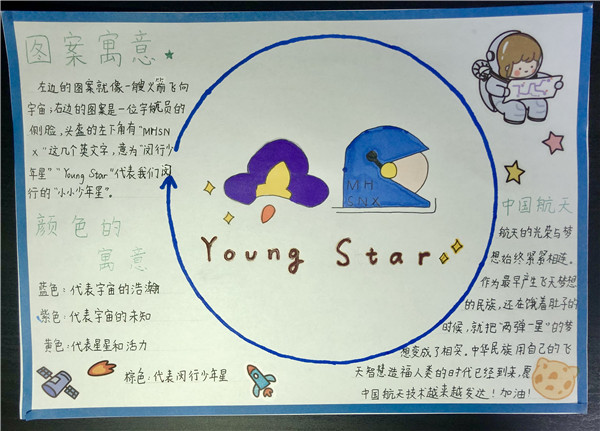 图案寓意
左边的图案就像一艘火箭飞向
宇宙；右边的图案是一位宇航员的
侧脸，头盔的左下角有“MHSN
X”这几个英文字，意为“闵行少
年星”“Young Star”代表我们闵
行的“小小少年星”。
颜色的
寓意
蓝色：代表宇宙的浩瀚
紫色：代表宇宙的未知
黄色：代表星星和活力
棕色：代表闵行少年星
MH
SNX
Young Star
中国航天
航天的光荣与梦
想始终紧紧相连。
作为最早产生飞天梦想
的民族，还在饿着肚子的
时候，就把“两弹一星”的梦
想变成了相实。中华民族用自己的飞
天智慧造福人类的时代已经到来，愿
中国航天技术越来越发达！加油！